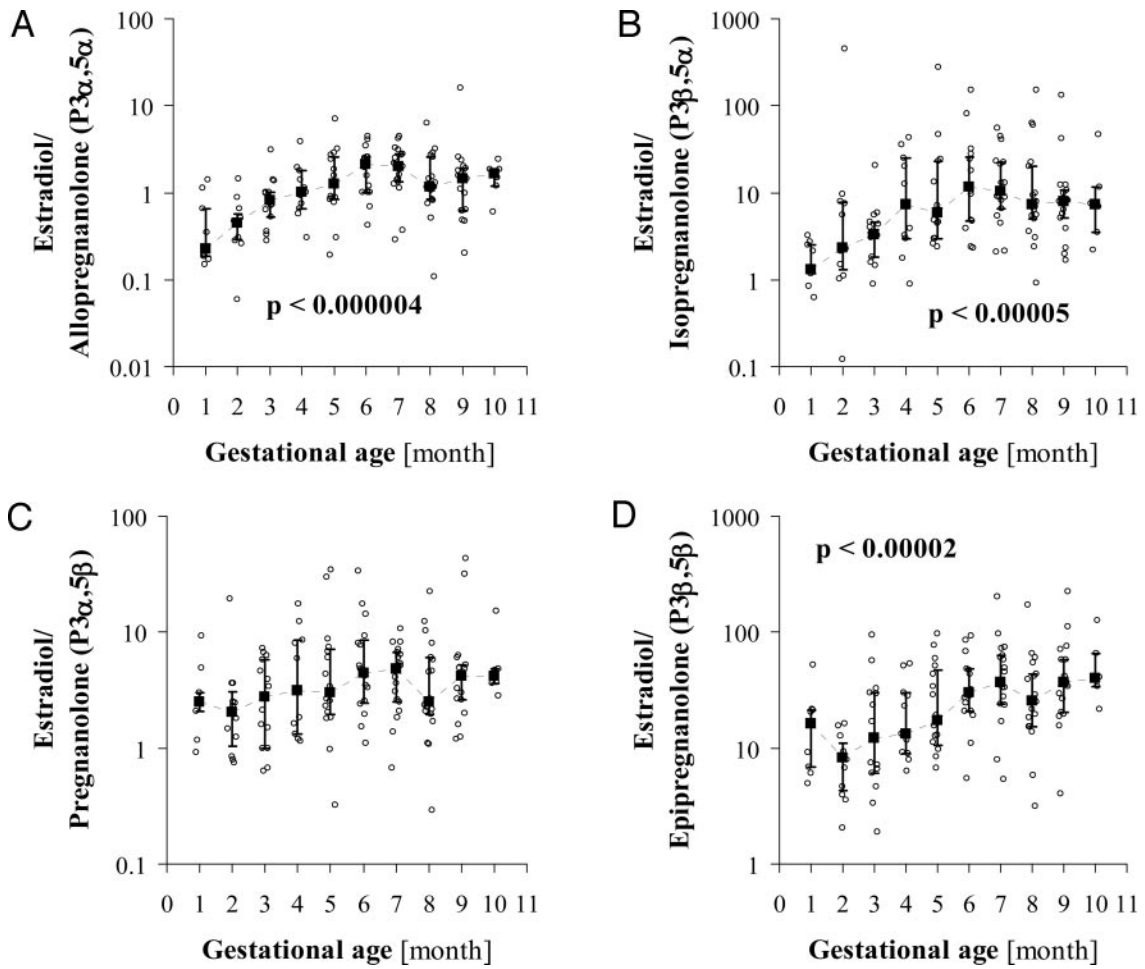 A
Estradiol/
Allopregnanolone (P3α,5α)
100
10
1
0.1
0.01
p < 0.000004
0 1 2 3 4 5 6 7 8 9 10 11
Gestational age [month]
B
Estradiol/
Isopregnanolone (P3β,5α)
1000
100
10
1
0.1
p < 0.00005
0 1 2 3 4 5 6 7 8 9 10 11
Gestational age [month]
C
Estradiol/
Pregnanolone (P3α,5β)
100
10
1
0.1
0 1 2 3 4 5 6 7 8 9 10 11
Gestational age [month]
D
Estradiol/
Epipregnanolone (P3β,5β)
1000
100
10
1
p < 0.00002
0 1 2 3 4 5 6 7 8 9 10 11
Gestational age [month]